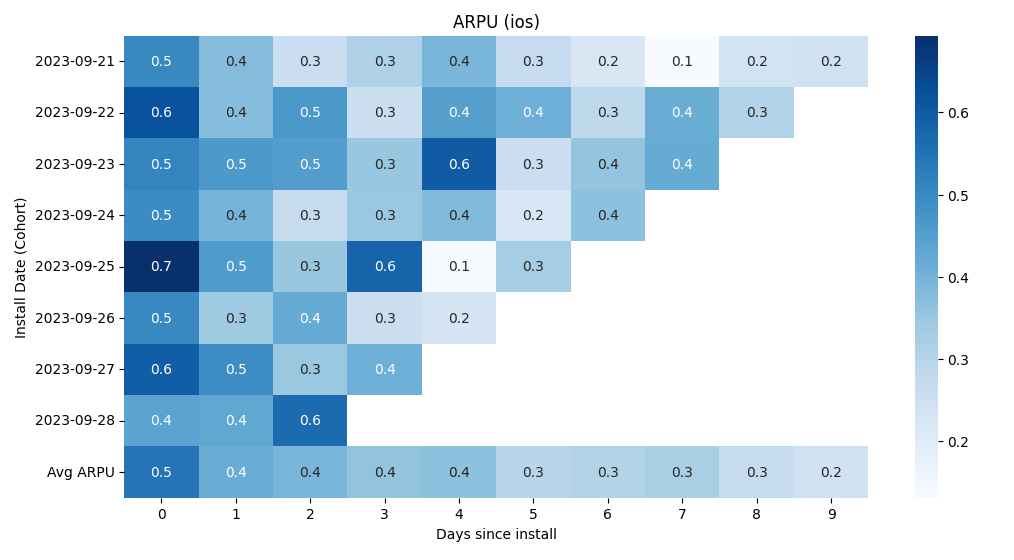 ARPU (ios)
Install Date (Cohort)
2023-09-21 0.5 0.4 0.3 0.3 0.4 0.3 0.2 0.1 0.2 0.2
2023-09-22 0.6 0.4 0.5 0.3 0.4 0.4 0.3 0.4 0.3
2023-09-23 0.5 0.5 0.5 0.3 0.6 0.3 0.4 0.4
2023-09-24 0.5 0.4 0.3 0.3 0.4 0.2 0.4
2023-09-25 0.7 0.5 0.3 0.6 0.1 0.3
2023-09-26 0.5 0.3 0.4 0.3 0.2
2023-09-27 0.6 0.5 0.3 0.4
2023-09-28 0.4 0.4 0.6
Avg ARPU 0.5 0.4 0.4 0.4 0.4 0.3 0.3 0.3 0.3 0.2
0 1 2 3 4 5 6 7 8 9
Days since install
0.6
0.5
0.4
0.3
0.2